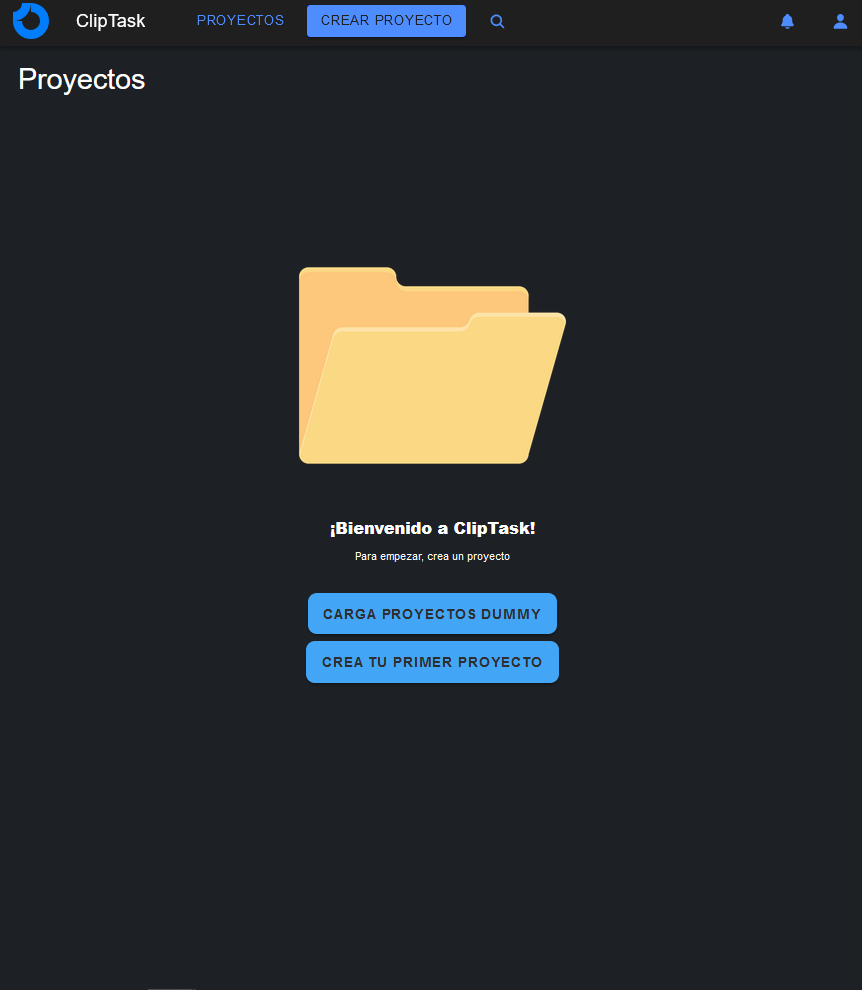 ClipTask
PROYECTOS
CREAR PROYECTO
Proyectos
¡Bienvenido a ClipTask!
Para empezar, crea un proyecto
CARGA PROYECTOS DUMMY
CREA TU PRIMER PROYECTO